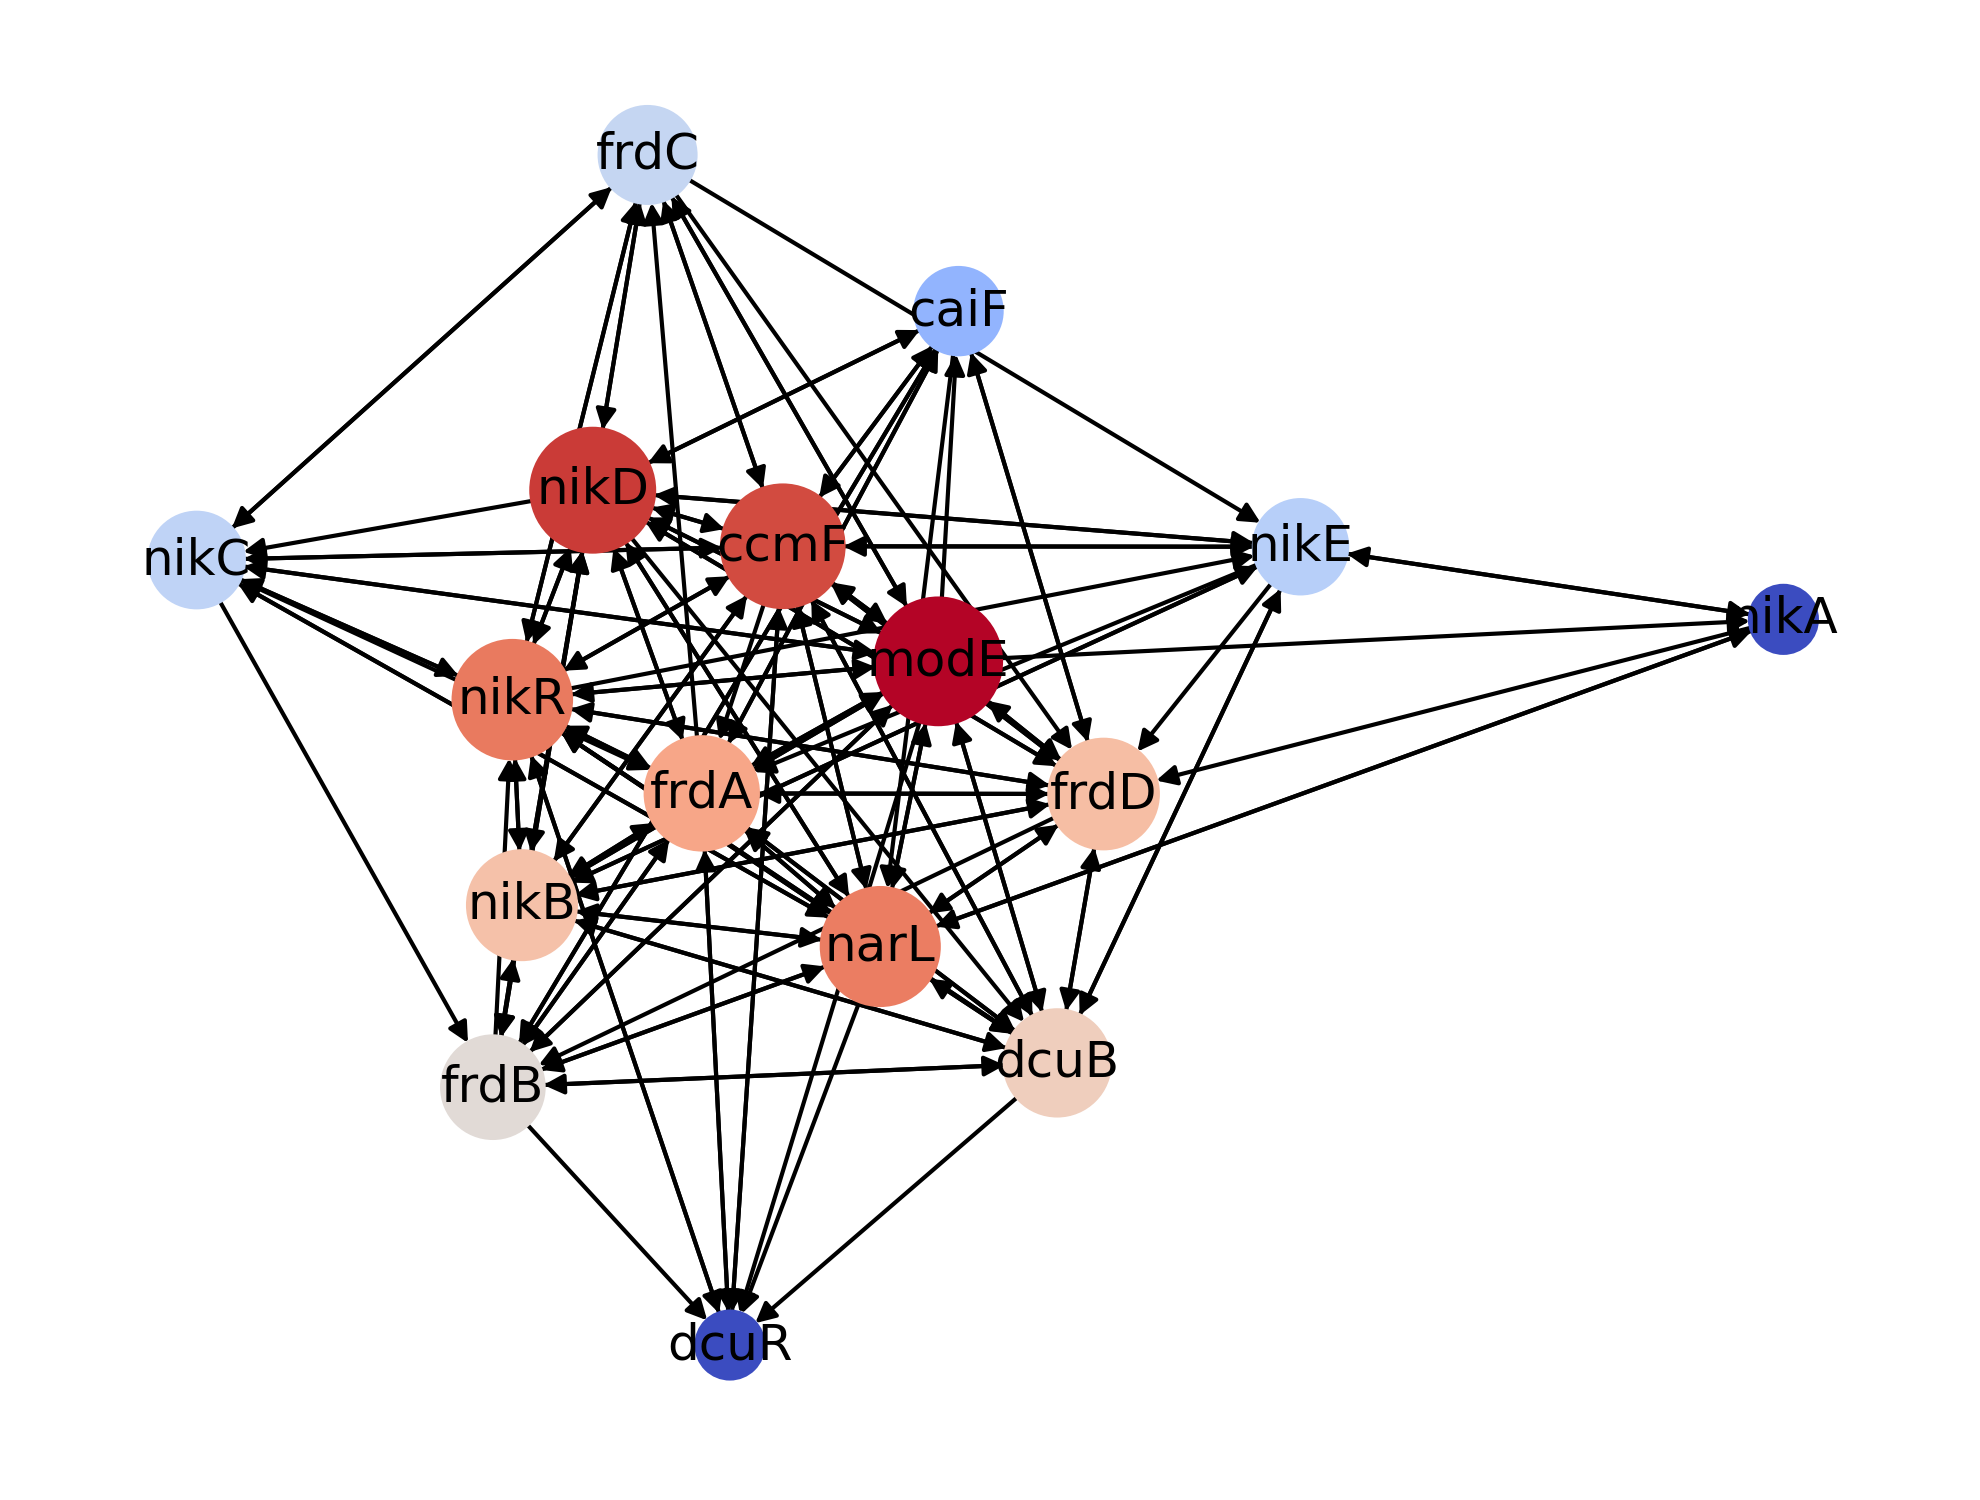 frdC
caiF
nikD
ccmF
nikC
nikE
nikA
modE
nikR
frdA
frdD
nikB
narL
dcuB
frdB
dcuR